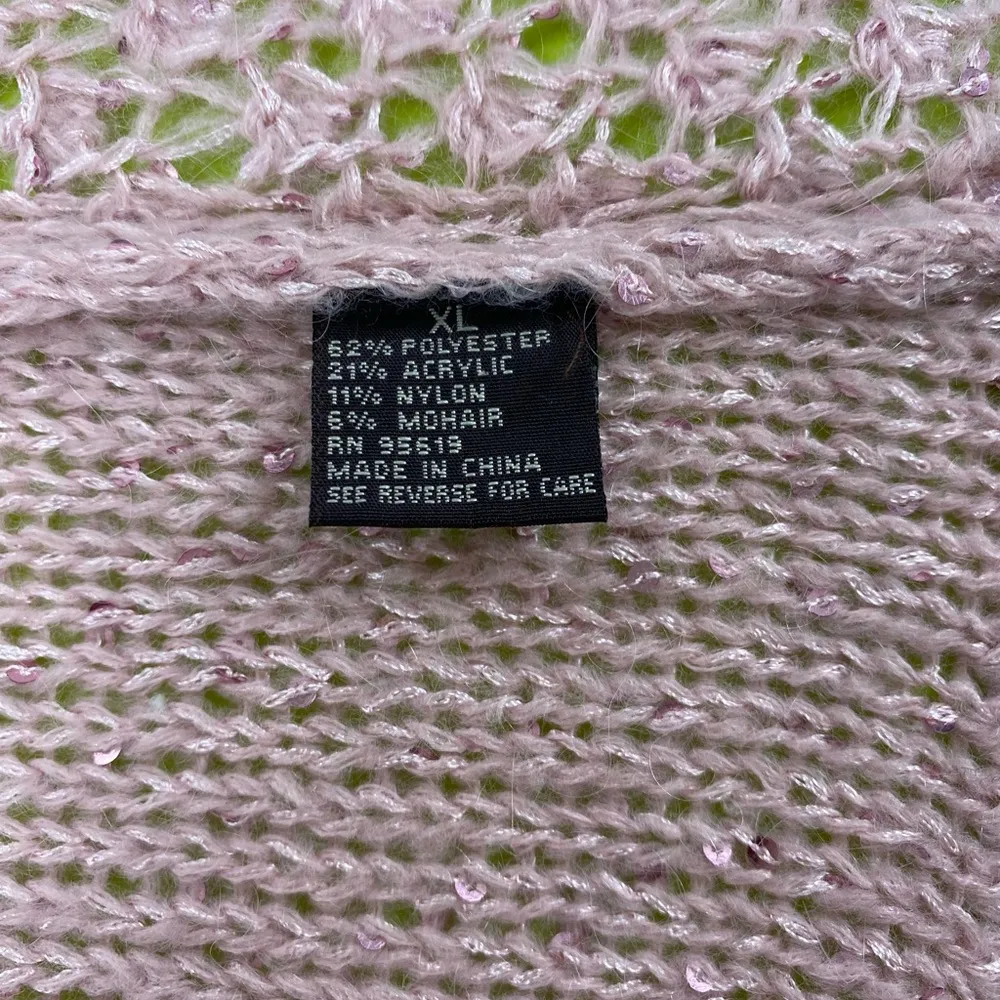 XL
62% POLYESTER
21% ACRYLIC
11% NYLON
6% MOHAIR
RN 95619
MADE IN CHINA
SEE REVERSE FOR CARE